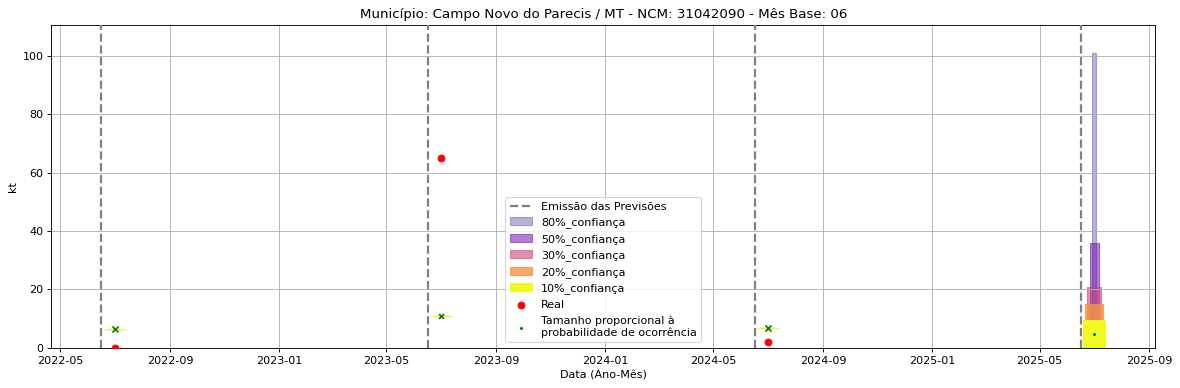 Município: Campo Novo do Parecis / MT - NCM: 31042090 - Mês Base: 06
kt
100
80
60
40
20
0
Emissão das Previsões
80%_confiança
50%_confiança
30%_confiança
20%_confiança
10%_confiança
Real
Tamanho proporcional à
probabilidade de ocorrência
2022-05 2022-09 2023-01 2023-05 2023-09 2024-01 2024-05 2024-09 2025-01 2025-05 2025-09
Data (Ano-Mês)